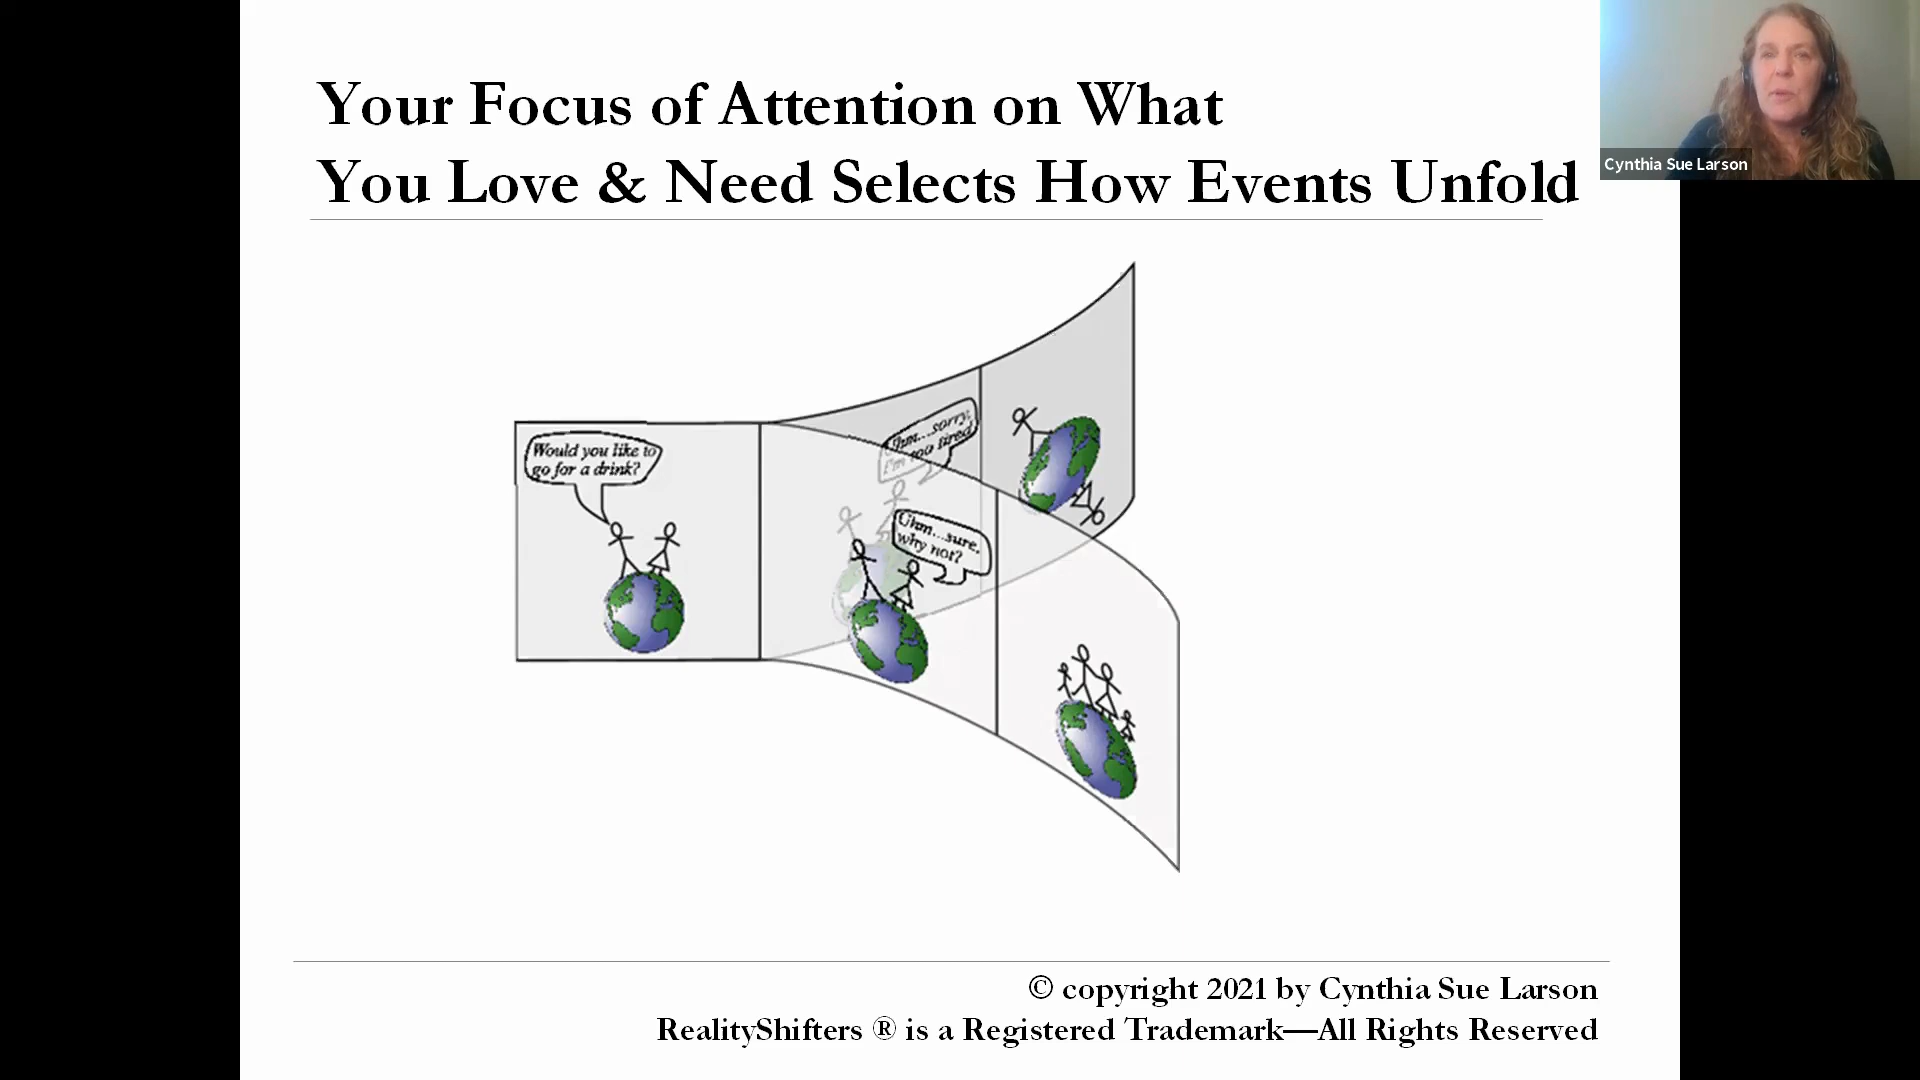 Your Focus of Attention on What
You Love & Need Selects How Events Unfold
Cynthia Sue Larson
Would you like to
go for a drink?
Uhm...sorry,
I'm too tired
Uhm...sure,
why not?
© copyright 2021 by Cynthia Sue Larson
RealityShifters ® is a Registered Trademark—All Rights Reserved